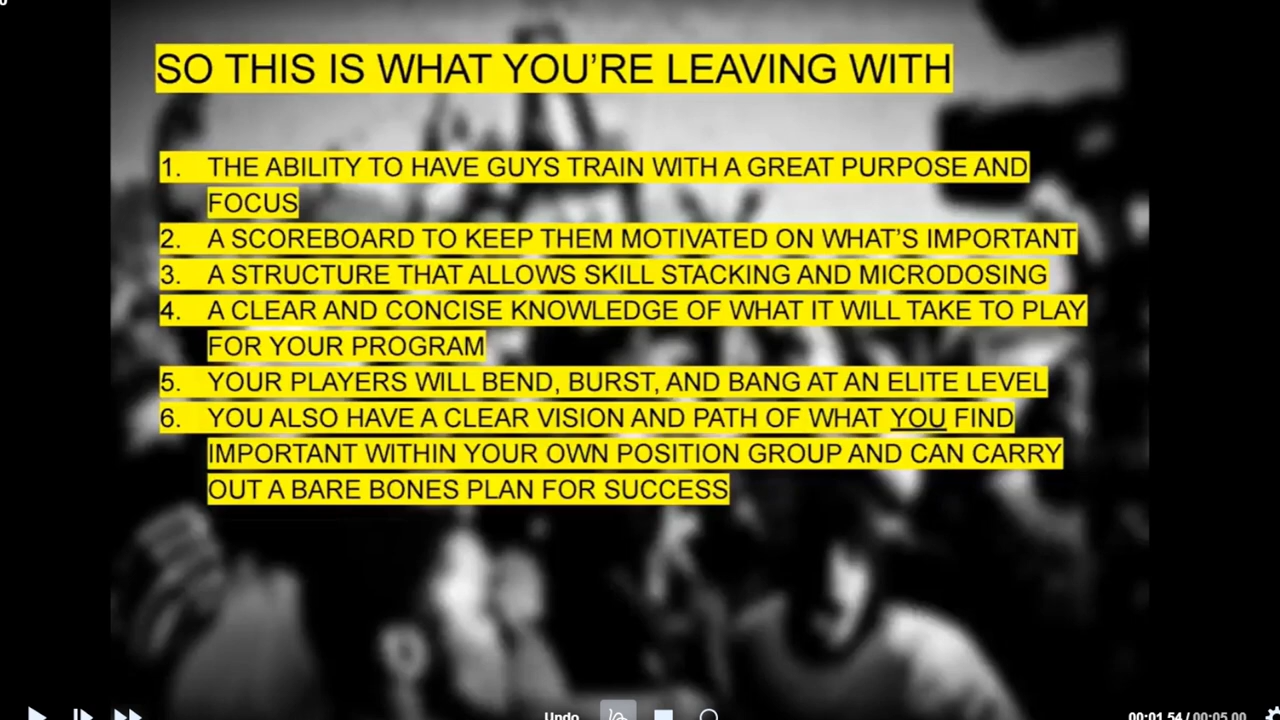 SO THIS IS WHAT YOU’RE LEAVING WITH
1. THE ABILITY TO HAVE GUYS TRAIN WITH A GREAT PURPOSE AND
FOCUS
2. A SCOREBOARD TO KEEP THEM MOTIVATED ON WHAT’S IMPORTANT
3. A STRUCTURE THAT ALLOWS SKILL STACKING AND MICRODOSING
4. A CLEAR AND CONCISE KNOWLEDGE OF WHAT IT WILL TAKE TO PLAY
FOR YOUR PROGRAM
5. YOUR PLAYERS WILL BEND, BURST, AND BANG AT AN ELITE LEVEL
6. YOU ALSO HAVE A CLEAR VISION AND PATH OF WHAT YOU FIND
IMPORTANT WITHIN YOUR OWN POSITION GROUP AND CAN CARRY
OUT A BARE BONES PLAN FOR SUCCESS
Undo 00:01.54 / 00:05.00